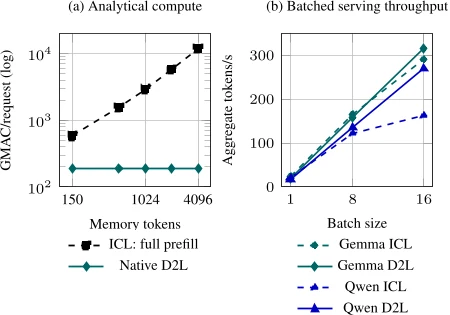 (a) Analytical compute
GMAC/request (log)
10^4
10^3
10^2
150
1024
4096
Memory tokens
ICL: full prefill
Native D2L
(b) Batched serving throughput
Aggregate tokens/s
300
200
100
0
1
8
16
Batch size
Gemma ICL
Gemma D2L
Qwen ICL
Qwen D2L